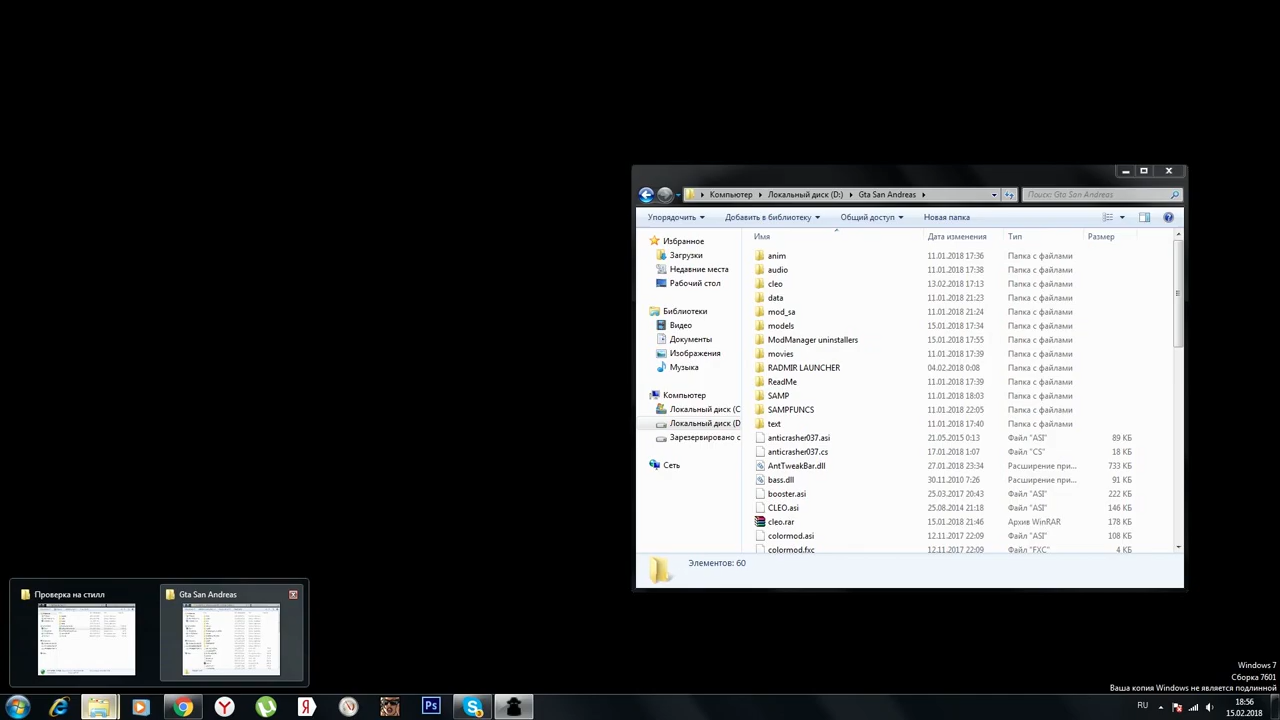 Компьютер
Локальный диск (D:)
Gta San Andreas
Поиск: Gta San Andreas
Упорядочить
Добавить в библиотеку
Общий доступ
Новая папка
Избранное
Загрузки
Недавние места
Рабочий стол
Библиотеки
Видео
Документы
Изображения
Музыка
Компьютер
Локальный диск (C
Локальный диск (D
Зарезервировано с
Сеть
Имя Дата изменения Тип Размер
anim 11.01.2018 17:36 Папка с файлами
audio 11.01.2018 17:38 Папка с файлами
cleo 13.02.2018 17:13 Папка с файлами
data 11.01.2018 21:23 Папка с файлами
mod_sa 11.01.2018 21:24 Папка с файлами
models 15.01.2018 17:34 Папка с файлами
ModManager uninstallers 15.01.2018 17:55 Папка с файлами
movies 11.01.2018 17:39 Папка с файлами
RADMIR LAUNCHER 04.02.2018 0:08 Папка с файлами
ReadMe 11.01.2018 17:39 Папка с файлами
SAMP 11.01.2018 18:03 Папка с файлами
SAMPFUNCS 11.01.2018 22:05 Папка с файлами
text 11.01.2018 17:40 Папка с файлами
anticrasher037.asi 21.05.2015 0:13 Файл "ASI" 89 КБ
anticrasher037.cs 17.01.2018 1:07 Файл "CS" 18 КБ
AntTweakBar.dll 27.01.2018 23:34 Расширение при... 733 КБ
bass.dll 30.11.2010 7:26 Расширение при... 91 КБ
booster.asi 25.03.2017 20:43 Файл "ASI" 222 КБ
CLEO.asi 25.08.2014 21:18 Файл "ASI" 146 КБ
cleo.rar 15.01.2018 21:46 Архив WinRAR 178 КБ
colormod.asi 12.11.2017 22:09 Файл "ASI" 108 КБ
colormod.fxc 12.11.2017 22:09 Файл "FXC" 4 КБ
Элементов: 60
Проверка на стилл
Gta San Andreas
Windows 7
Сборка 7601
Ваша копия Windows не является подлинной
RU
18:56
15.02.2018